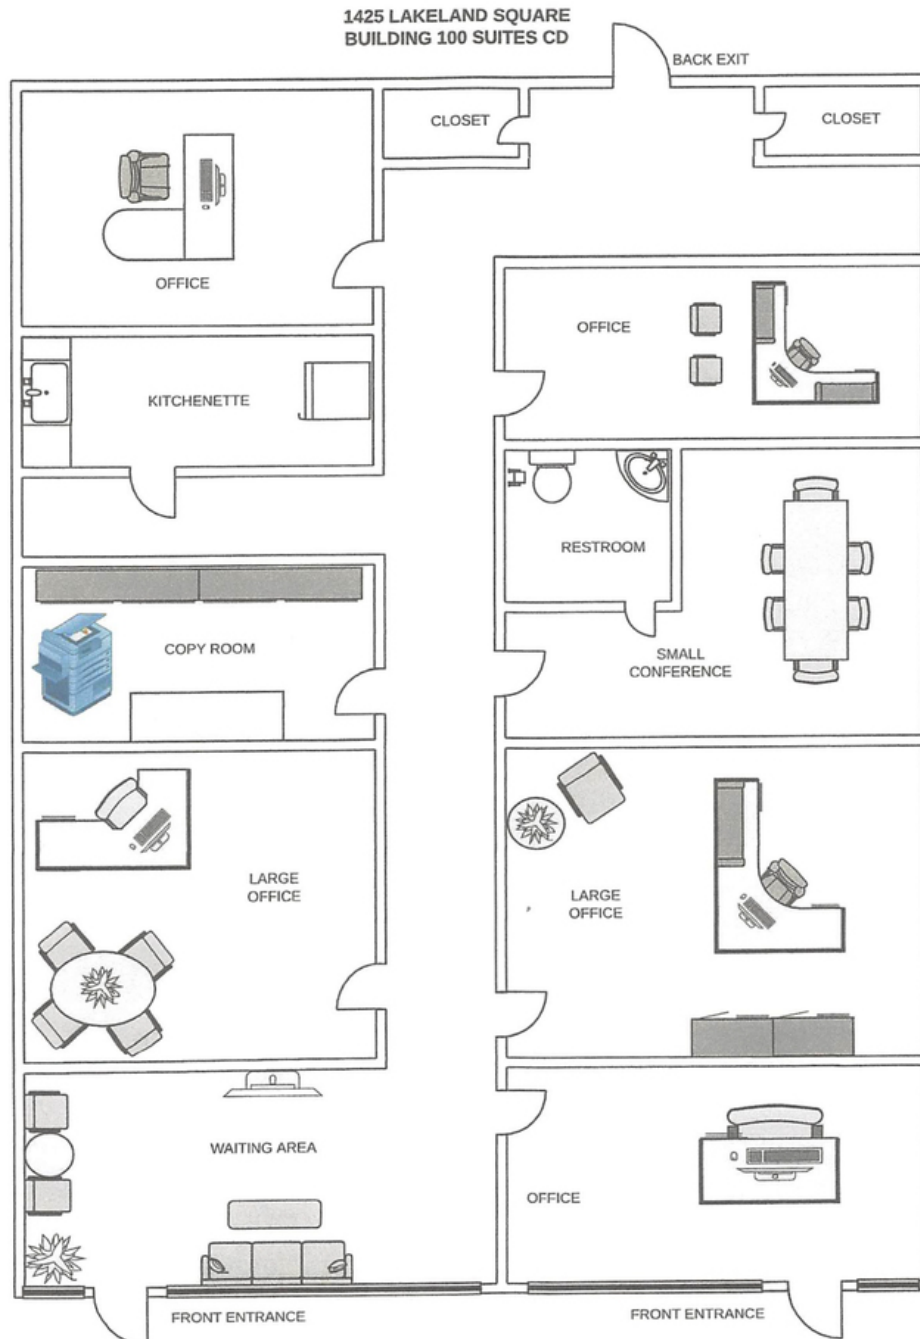 1425 LAKELAND SQUARE
BUILDING 100 SUITES CD
BACK EXIT
CLOSET
CLOSET
OFFICE
OFFICE
KITCHENETTE
RESTROOM
COPY ROOM
SMALL
CONFERENCE
LARGE
OFFICE
LARGE
OFFICE
WAITING AREA
OFFICE
FRONT ENTRANCE
FRONT ENTRANCE